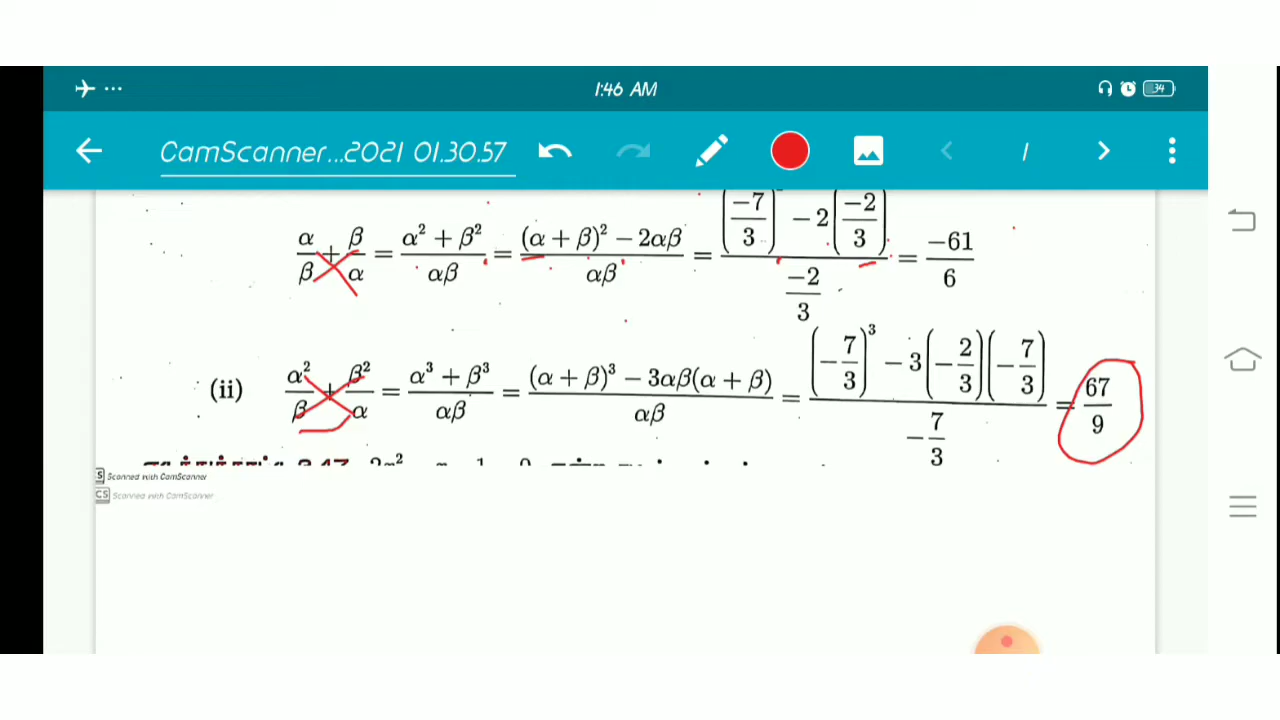 1:46 AM
34
CamScanner...2021 01.30.57
1
α/β + β/α = (α² + β²)/αβ = ((α + β)² − 2αβ)/αβ = ((−7/3)² − 2(−2/3))/(−2/3) = −61/6
(ii) α²/β + β²/α = (α³ + β³)/αβ = ((α + β)³ − 3αβ(α + β))/αβ = ((−7/3)³ − 3(−2/3)(−7/3))/(−7/3) = 67/9
S Scanned with CamScanner
CS Scanned with CamScanner